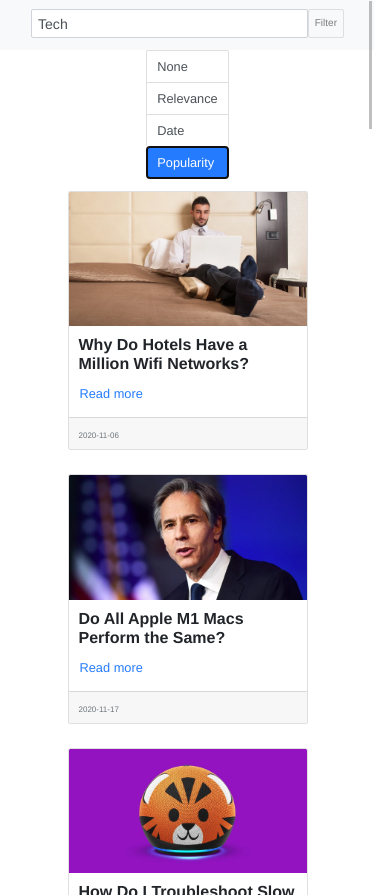 Tech
Filter
None
Relevance
Date
Popularity
Why Do Hotels Have a
Million Wifi Networks?
Read more
2020-11-06
Do All Apple M1 Macs
Perform the Same?
Read more
2020-11-17
How Do I Troubleshoot Slow